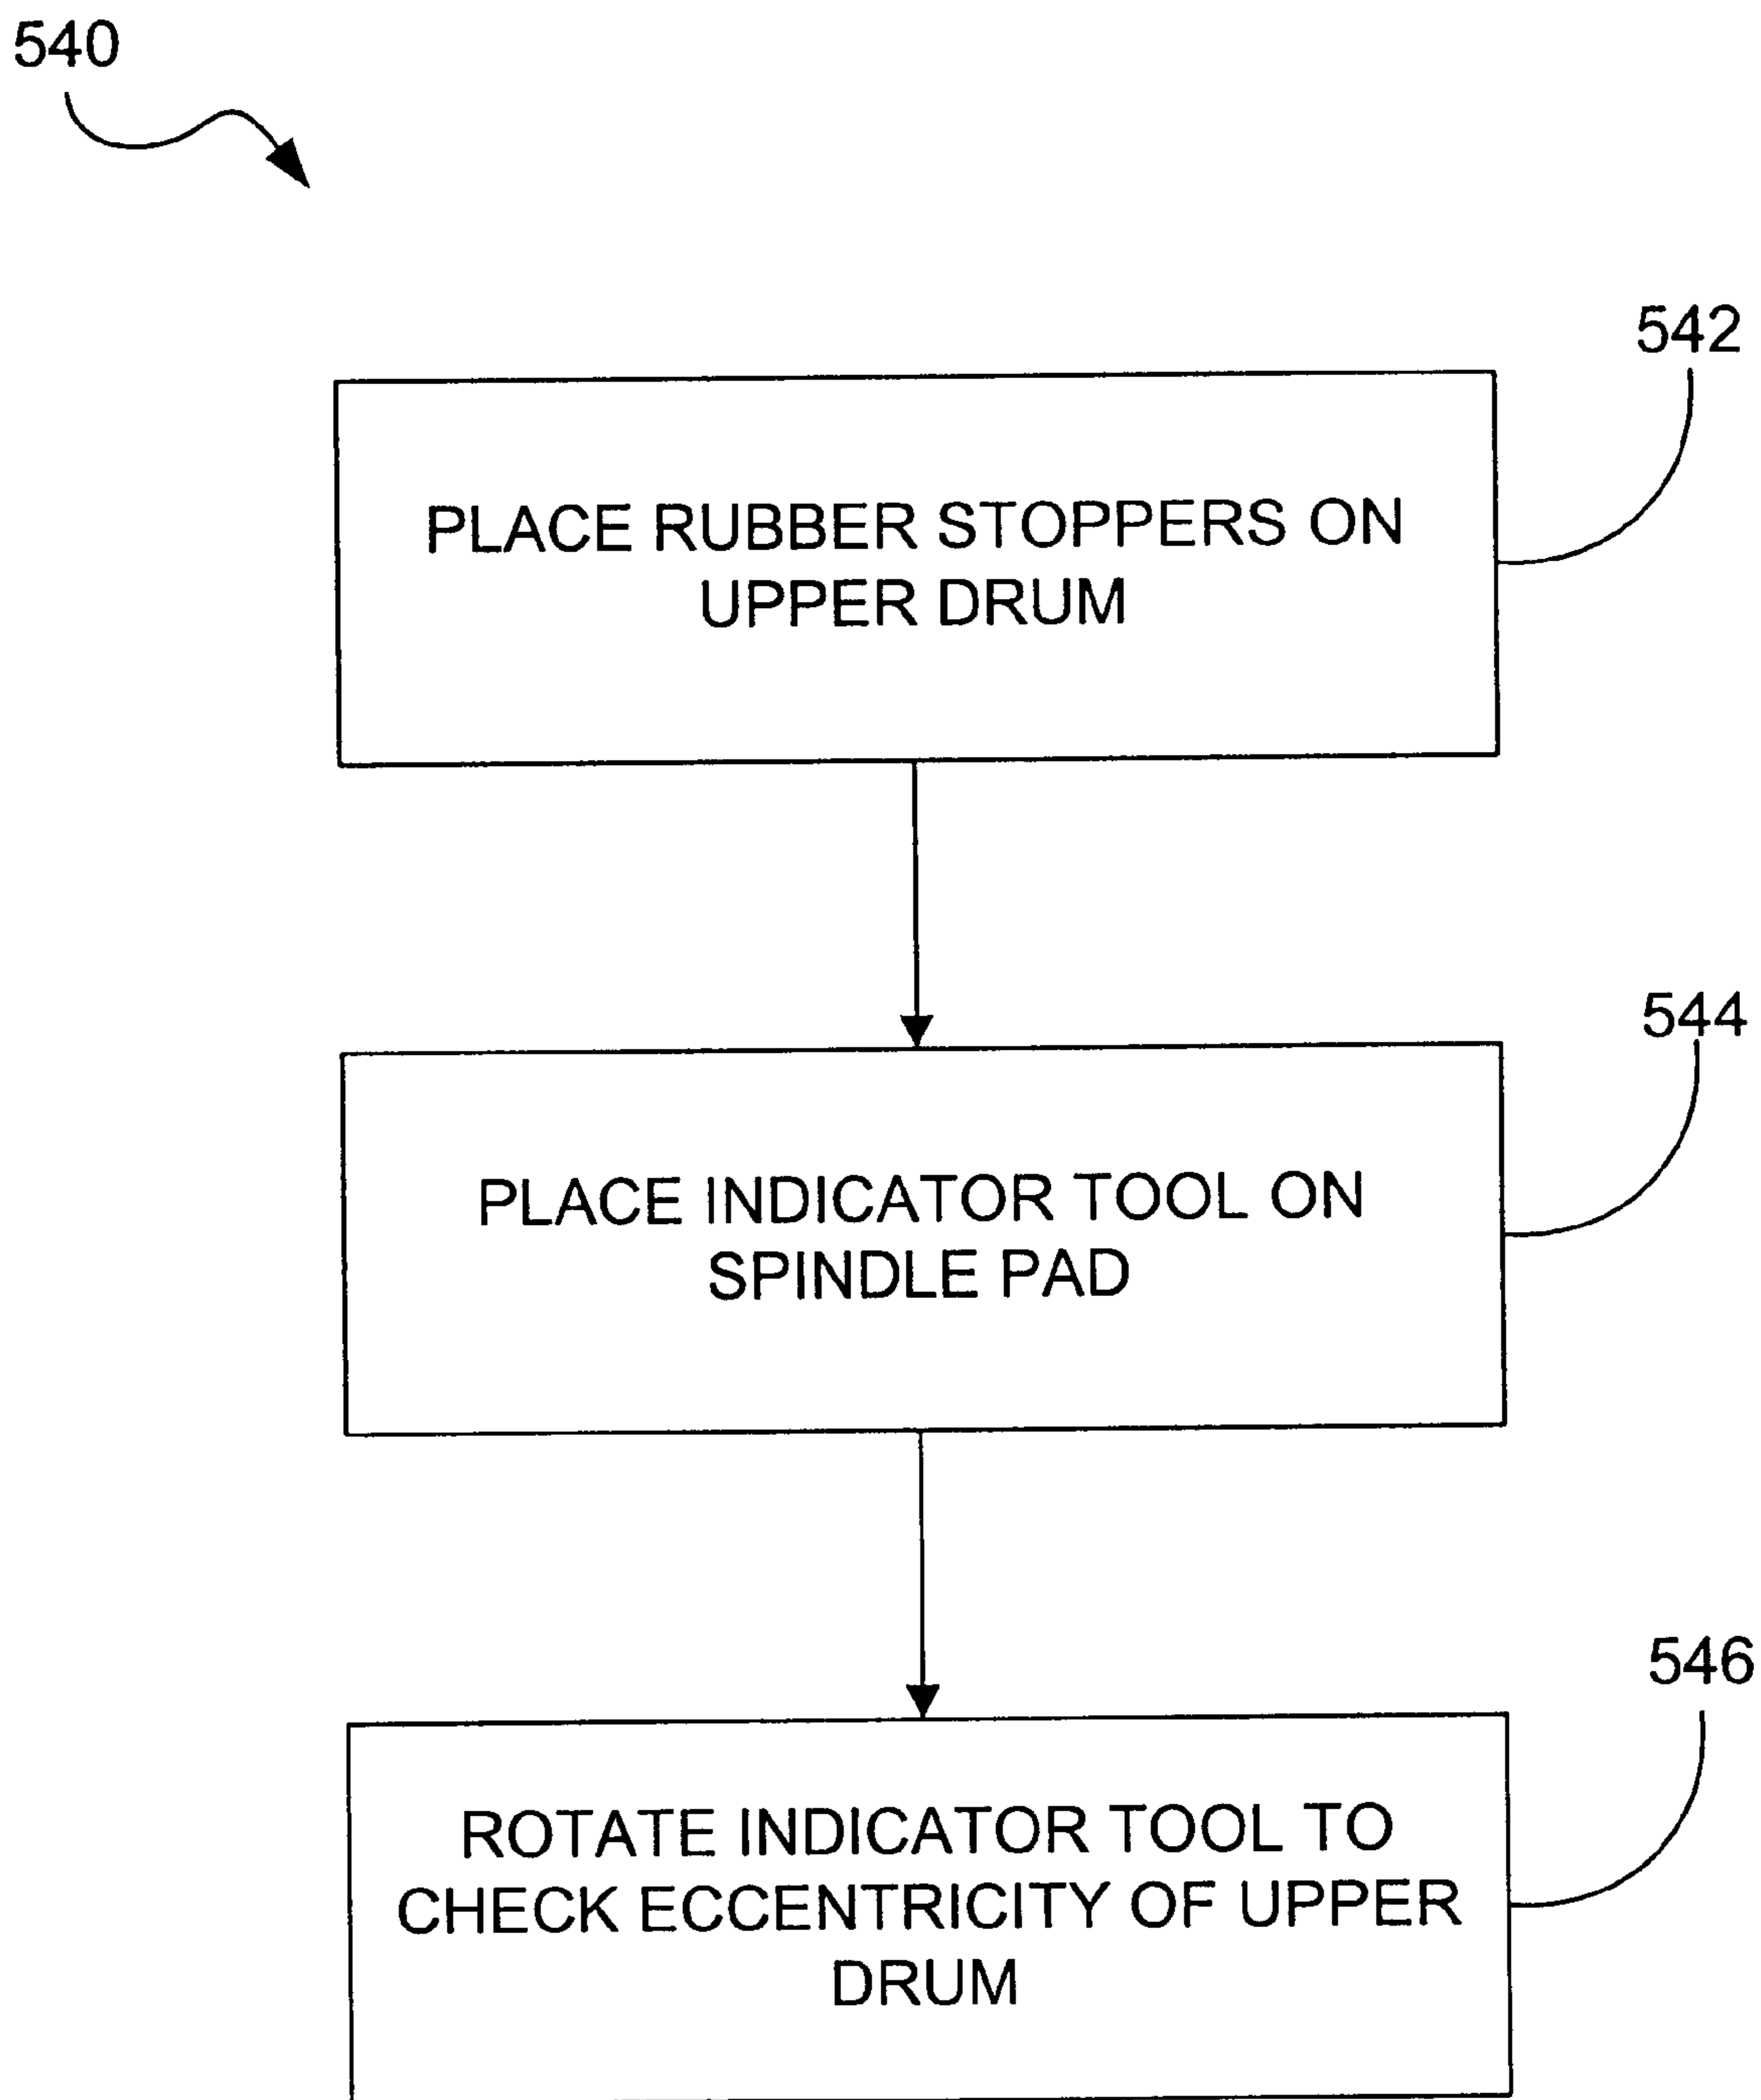 540
542
PLACE RUBBER STOPPERS ON
UPPER DRUM
544
PLACE INDICATOR TOOL ON
SPINDLE PAD
546
ROTATE INDICATOR TOOL TO
CHECK ECCENTRICITY OF UPPER
DRUM